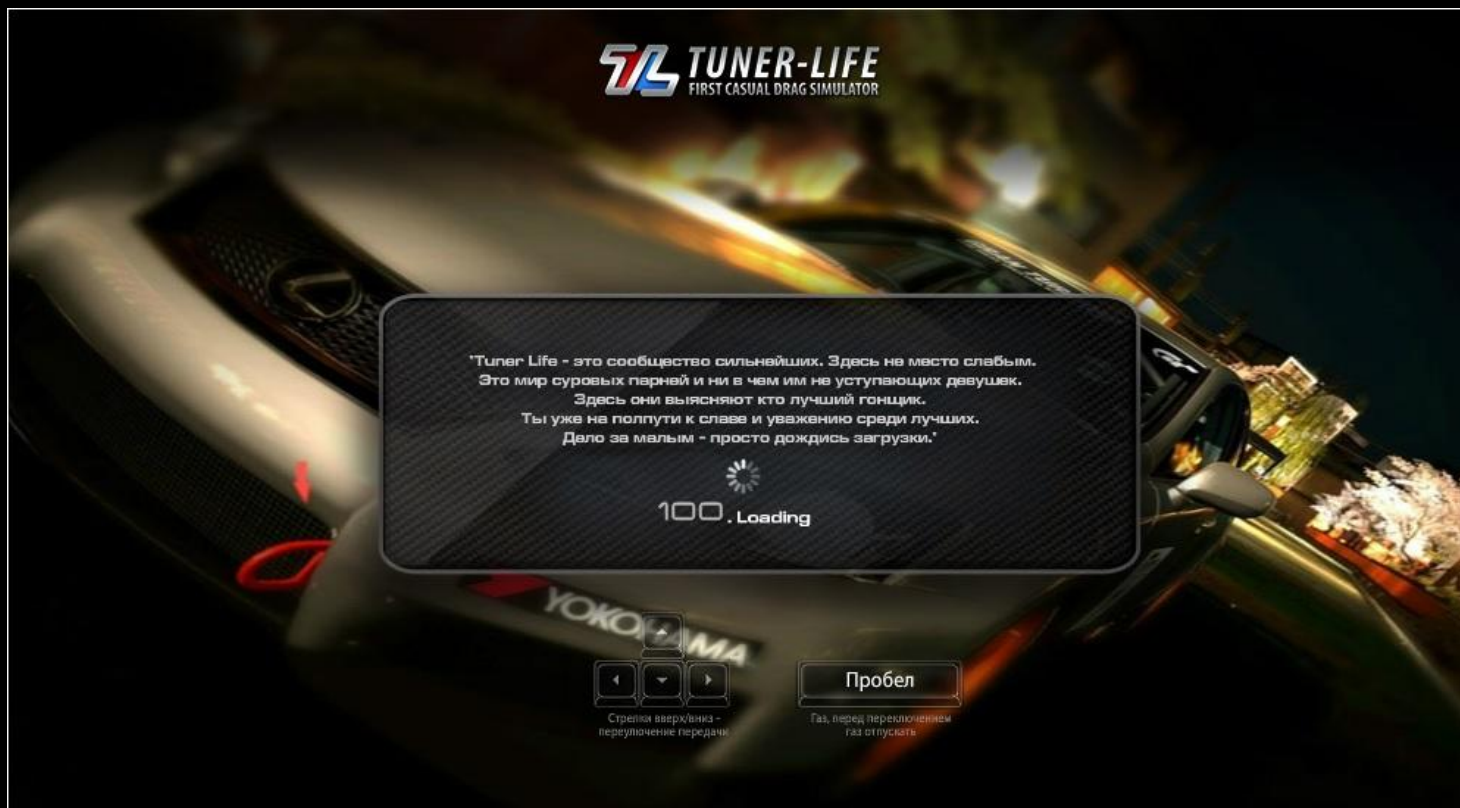 TUNER-LIFE
FIRST CASUAL DRAG SIMULATOR
"Tuner Life - это сообщество сильнейших. Здесь не место слабым.
Это мир суровых парней и ни в чем им не уступающих девушек.
Здесь они выясняют кто лучший гонщик.
Ты уже на полпути к славе и уважению среди лучших.
Дело за малым - просто дождись загрузки."
100. Loading
YOKOHAMA
Пробел
Стрелки вверх/вниз -
переулючение передачи
Газ, перед переключением
газ отпускать